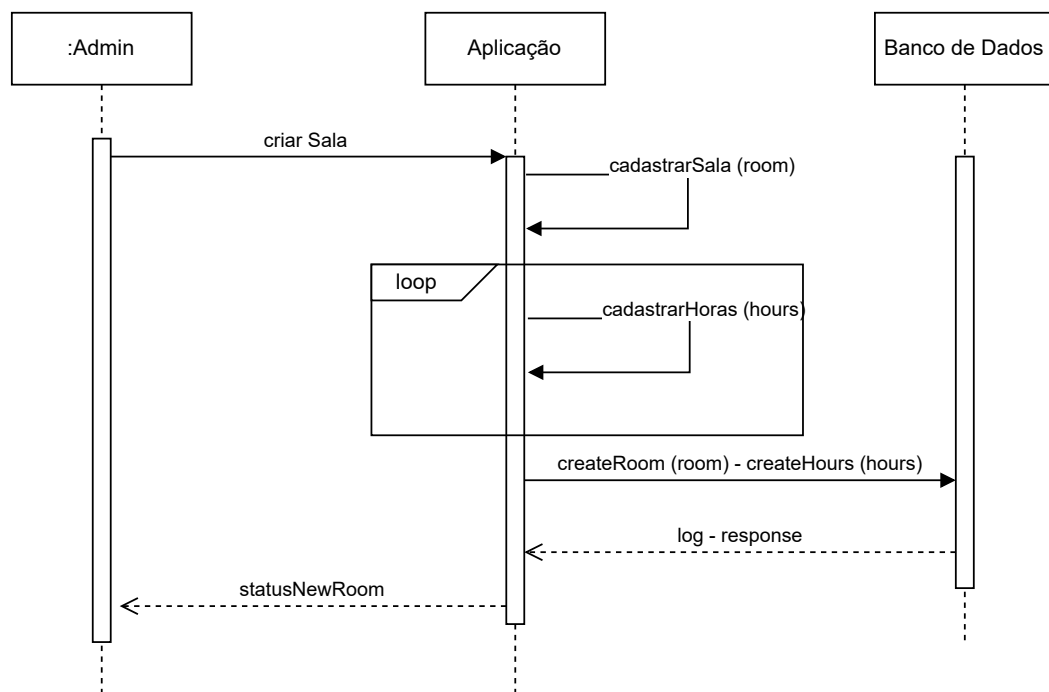 :Admin
Aplicação
Banco de Dados
criar Sala
cadastrarSala (room)
loop
cadastrarHoras (hours)
createRoom (room) - createHours (hours)
log - response
statusNewRoom